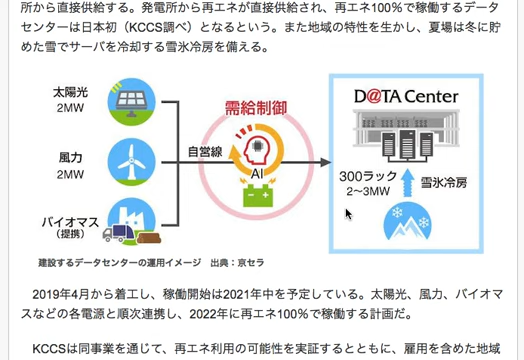 所から直接供給する。発電所から再エネが直接供給され、再エネ100%で稼働するデータ
センターは日本初（KCCS調べ）となるという。また地域の特性を生かし、夏場は冬に貯
めた雪でサーバを冷却する雪氷冷房を備える。
太陽光
2MW
風力
2MW
バイオマス
（提携）
自営線
需給制御
AI
D@TA Center
300ラック
2〜3MW
雪氷冷房
建設するデータセンターの運用イメージ　出典：京セラ
2019年4月から着工し、稼働開始は2021年中を予定している。太陽光、風力、バイオマ
スなどの各電源と順次連携し、2022年に再エネ100%で稼働する計画だ。
KCCSは同事業を通じて、再エネ利用の可能性を実証するとともに、雇用を含めた地域